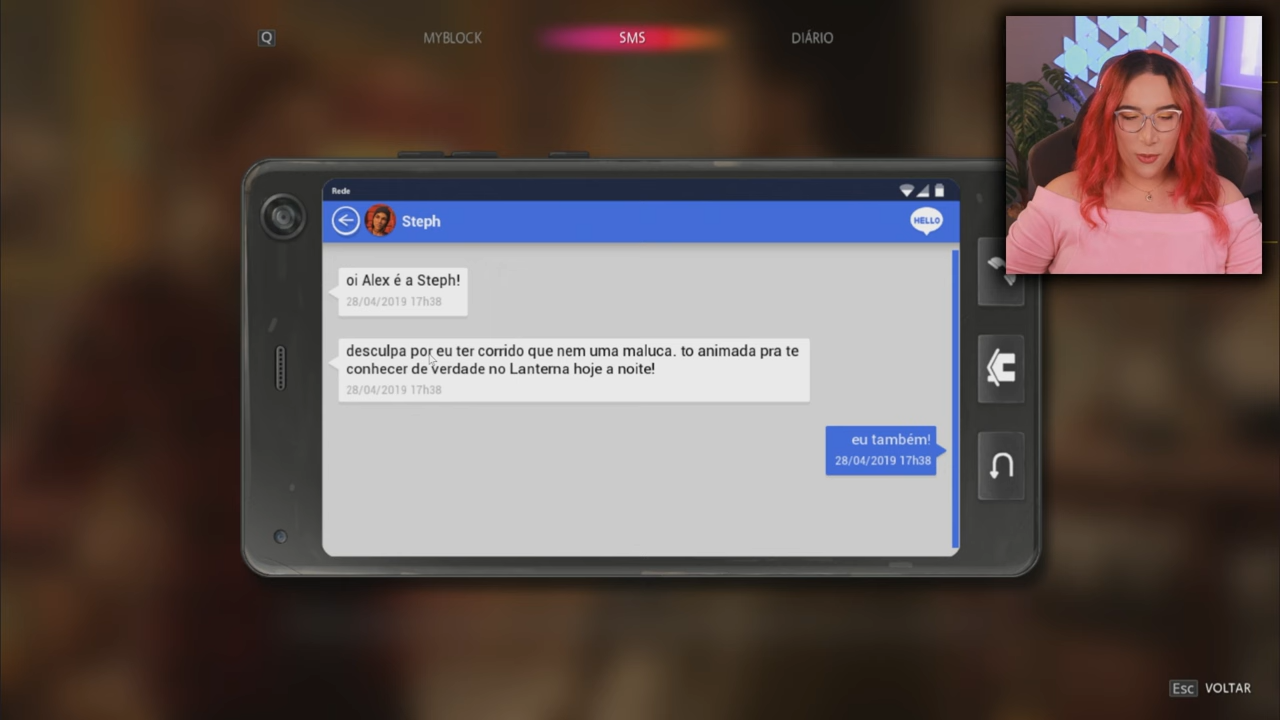 Q
MYBLOCK
SMS
DIÁRIO
Rede
Steph
HELLO
oi Alex é a Steph!
28/04/2019 17h38
desculpa por eu ter corrido que nem uma maluca. to animada pra te
conhecer de verdade no Lanterna hoje a noite!
28/04/2019 17h38
eu também!
28/04/2019 17h38
Esc VOLTAR